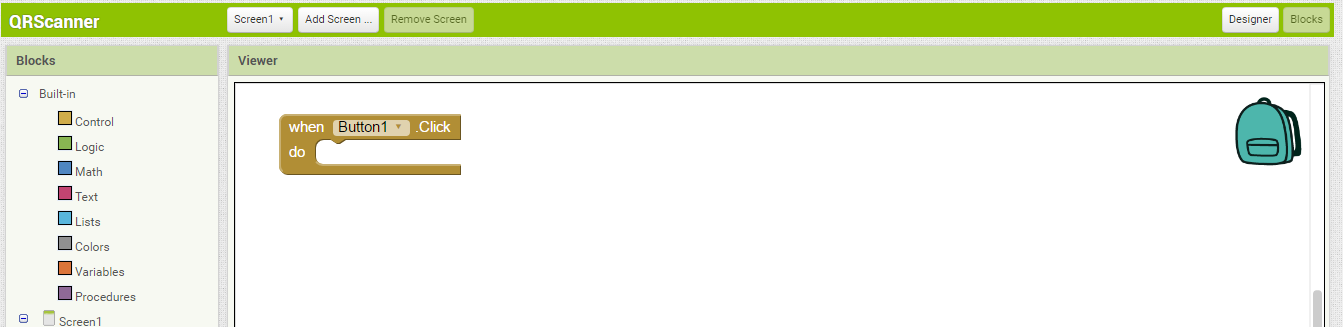 QRScanner Screen1 Add Screen ... Remove Screen Designer Blocks
Blocks
Viewer
Built-in
Control
Logic
Math
Text
Lists
Colors
Variables
Procedures
Screen1
when Button1 .Click
do